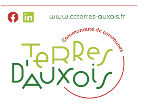 www.ccterres-auxois.fr
Communauté de communes
TERRES
D'AUXOIS